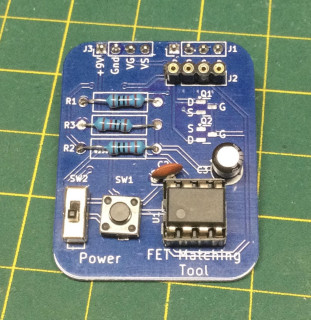 J3 J1
+9V Gnd VG VS
J2
R1 Q1
D G
S
R3 Q2
S G
R2 D
C2 C3
SW2 SW1
U1
Power FET Matching
Tool